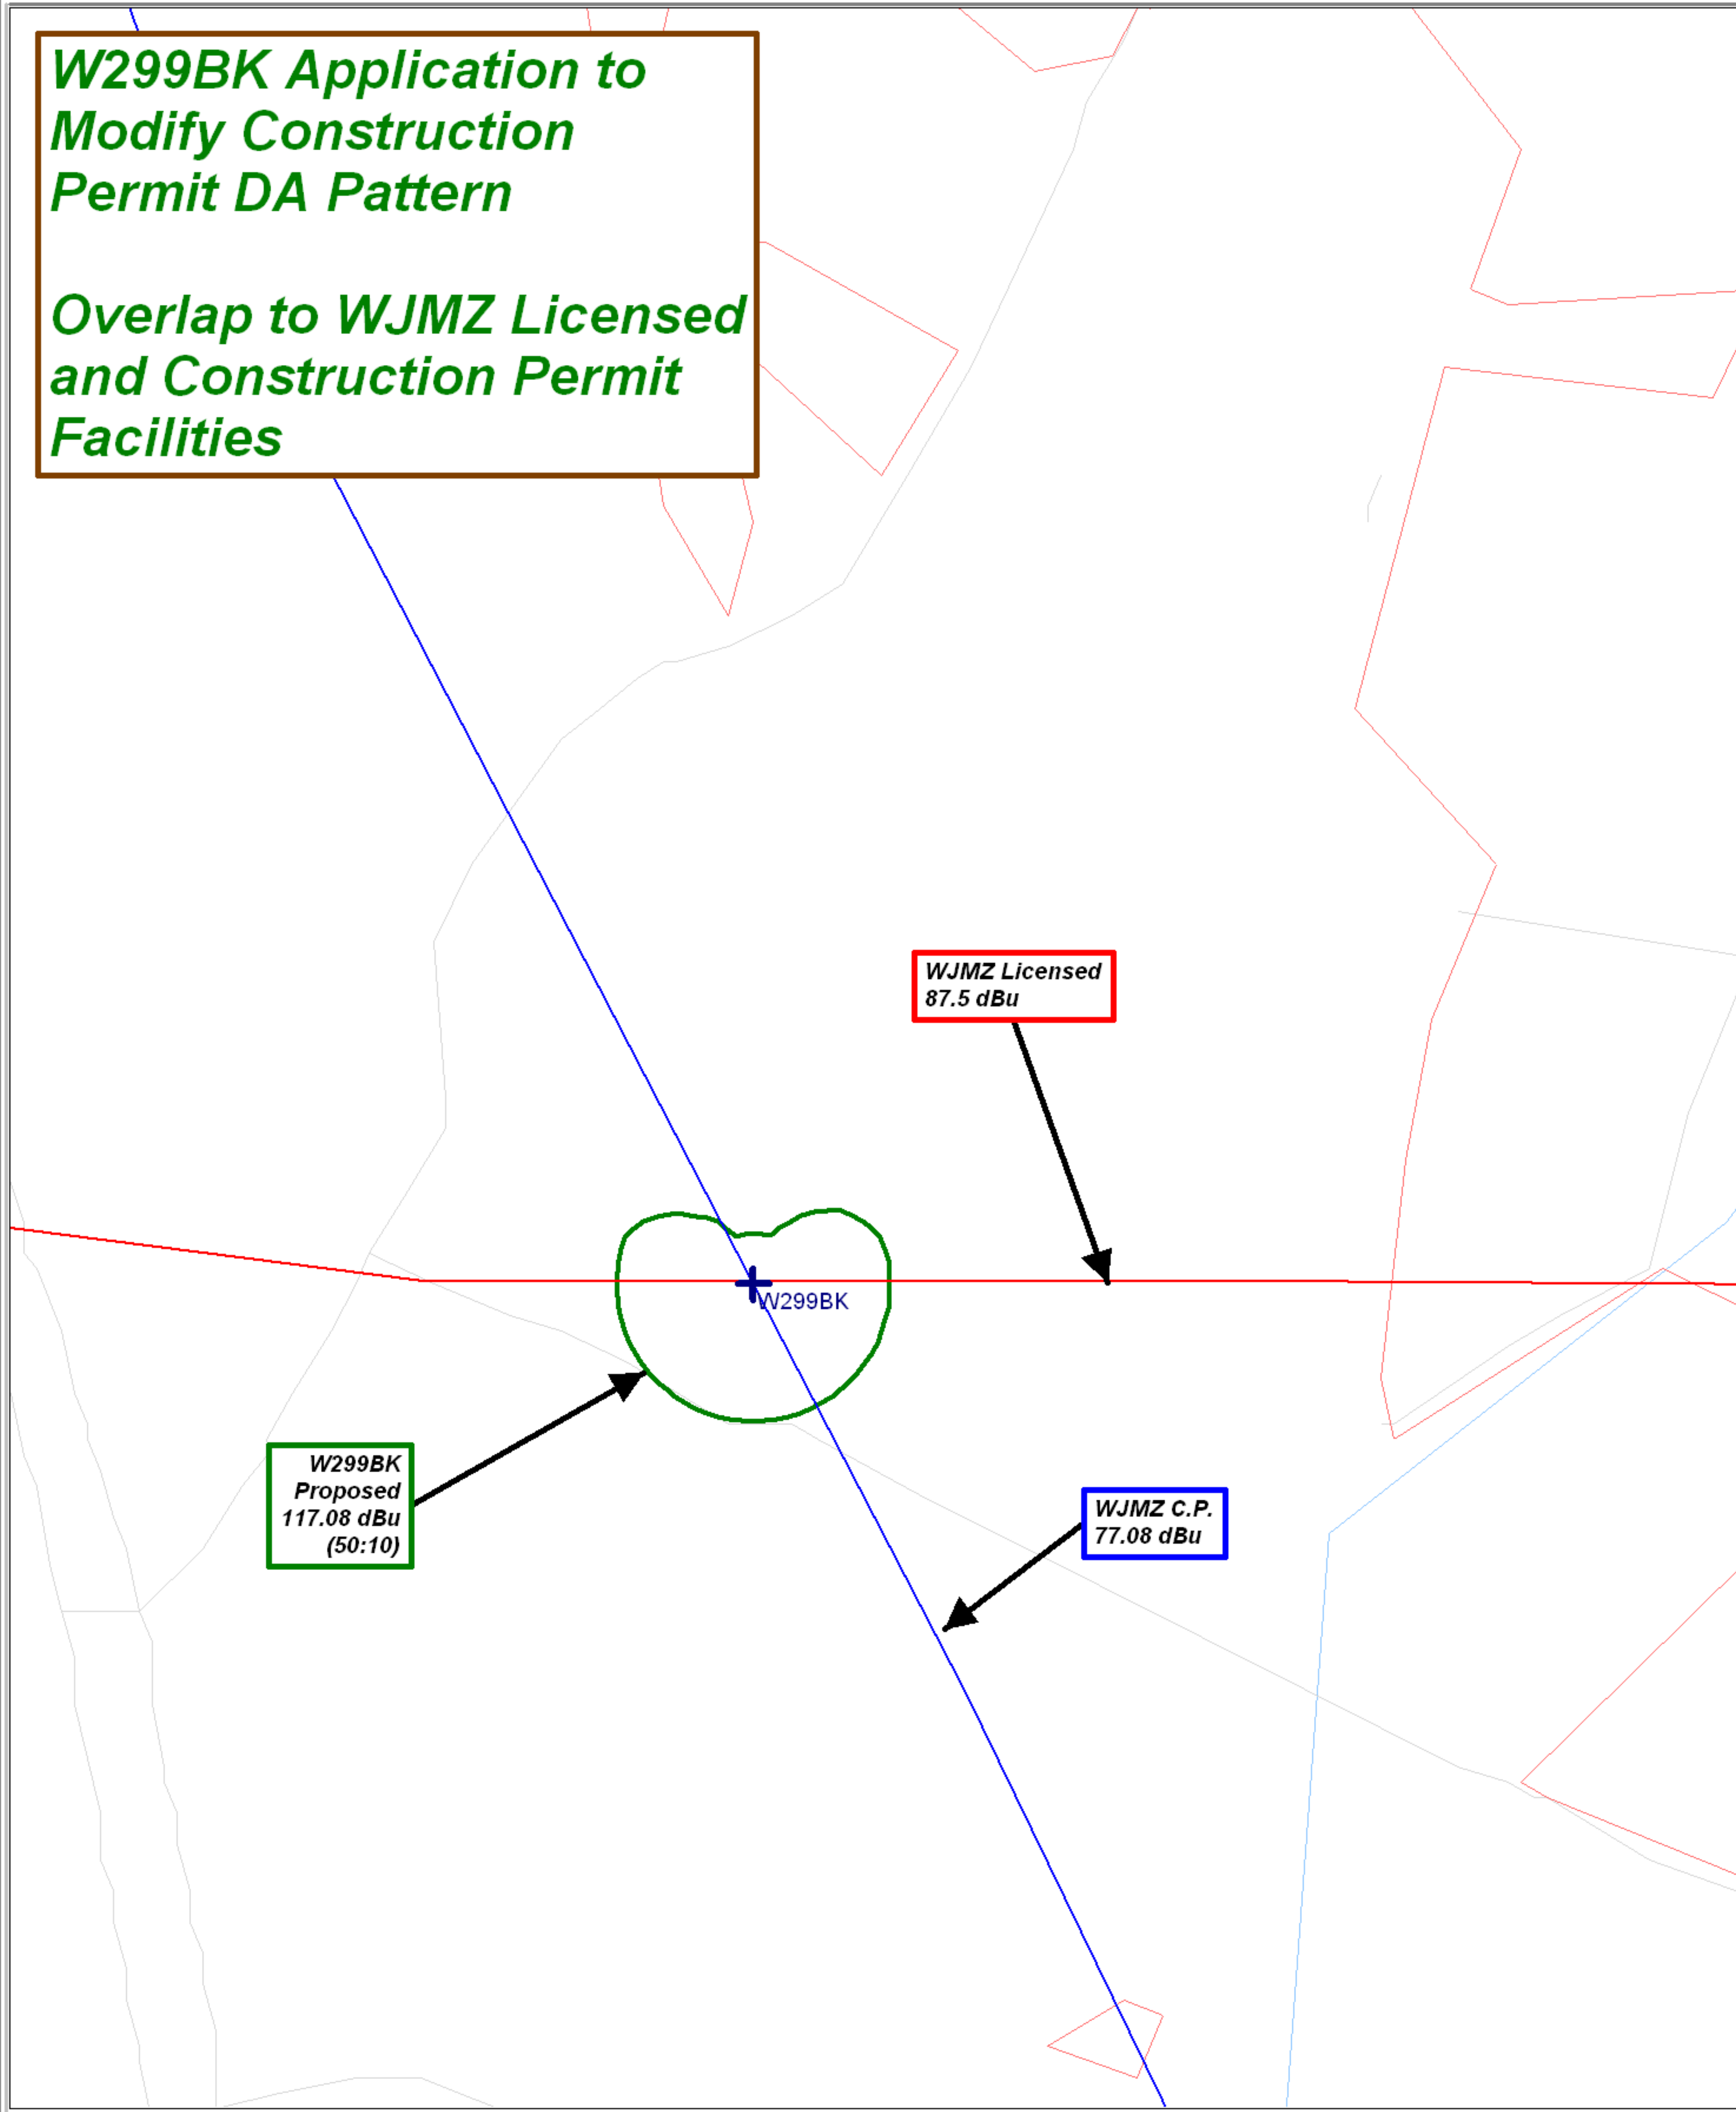 W299BK Application to
Modify Construction
Permit DA Pattern
Overlap to WJMZ Licensed
and Construction Permit
Facilities
WJMZ Licensed
87.5 dBu
W299BK
W299BK
Proposed
117.08 dBu
(50:10)
WJMZ C.P.
77.08 dBu